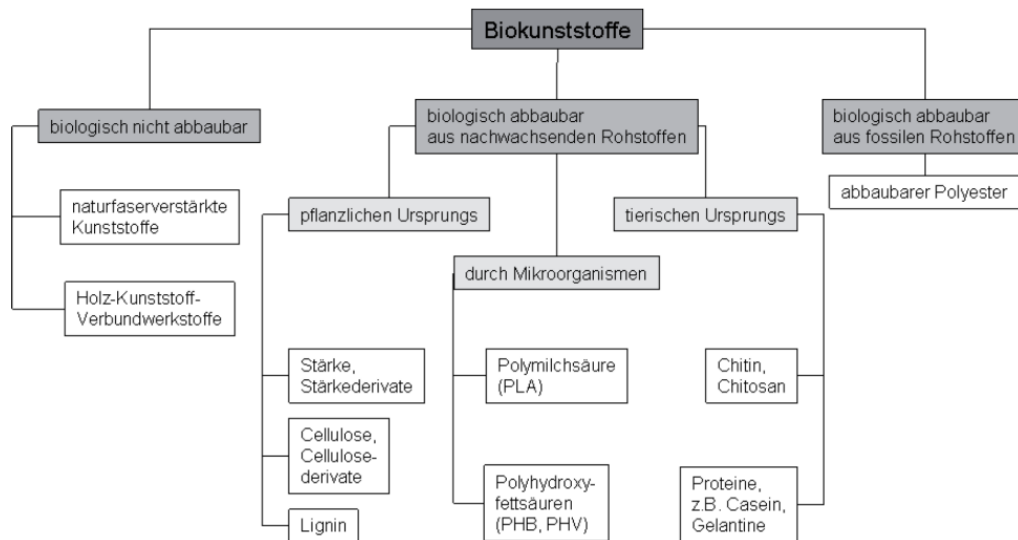 Biokunststoffe
biologisch nicht abbaubar
biologisch abbaubar
aus nachwachsenden Rohstoffen
biologisch abbaubar
aus fossilen Rohstoffen
naturfaserverstärkte
Kunststoffe
Holz-Kunststoff-
Verbundwerkstoffe
pflanzlichen Ursprungs
tierischen Ursprungs
abbaubarer Polyester
durch Mikroorganismen
Stärke,
Stärkederivate
Cellulose,
Cellulose-
derivate
Lignin
Polymilchsäure
(PLA)
Polyhydroxy-
fettsäuren
(PHB, PHV)
Chitin,
Chitosan
Proteine,
z.B. Casein,
Gelantine